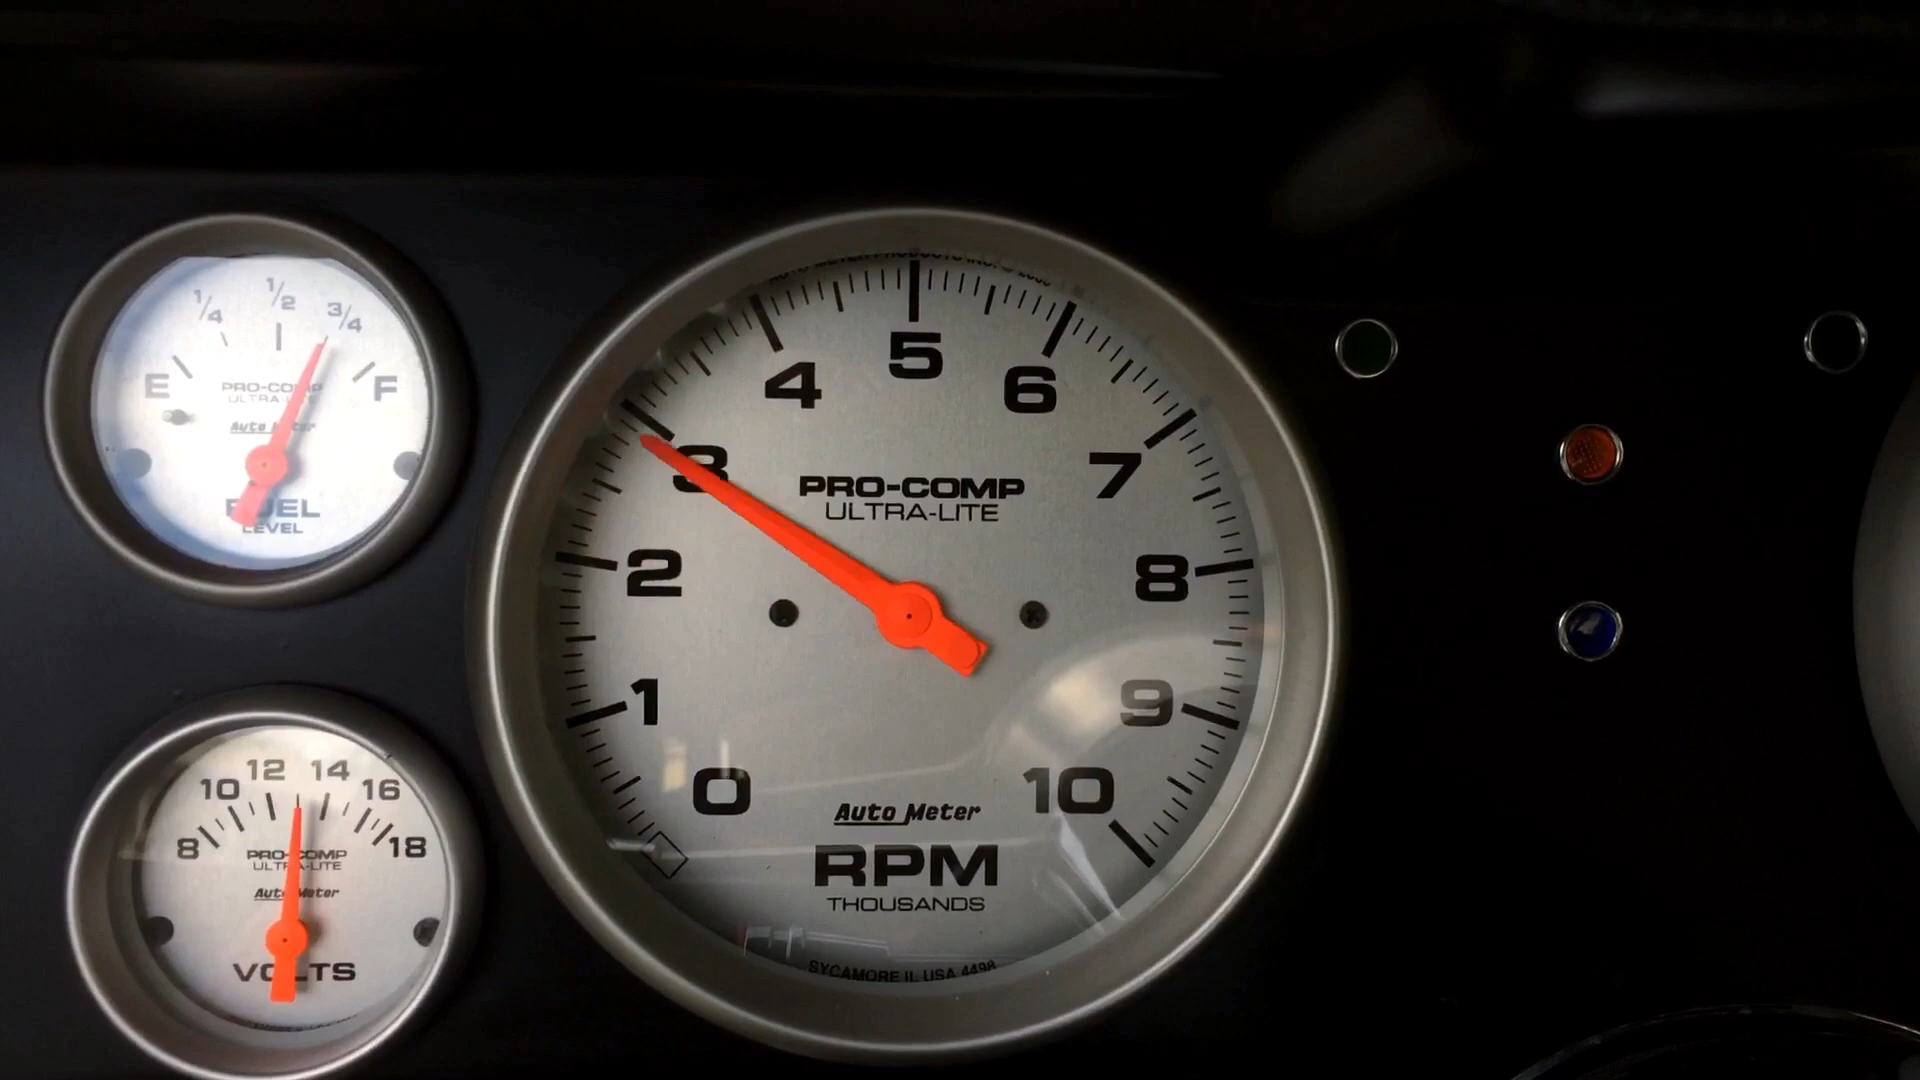 1/4 1/2 3/4
E F
PRO-COMP
ULTRA-LITE
Auto Meter
FUEL
LEVEL
8 10 12 14 16 18
PRO-COMP
ULTRA-LITE
Auto Meter
VOLTS
0 1 2 3 4 5 6 7 8 9 10
PRO-COMP
ULTRA-LITE
Auto Meter
RPM
THOUSANDS
SYCAMORE IL USA 4498